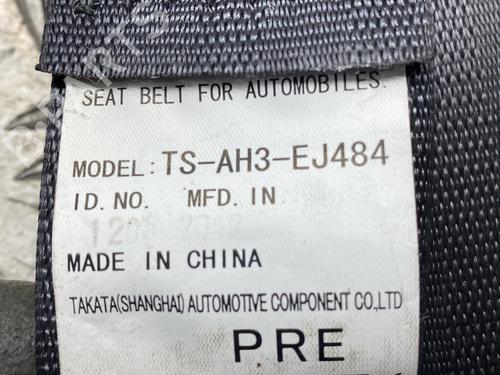 SEAT BELT FOR AUTOMOBILES.
MODEL: TS-AH3-EJ484
ID.NO. MFD.IN
MADE IN CHINA
TAKATA(SHANGHAI) AUTOMOTIVE COMPONENT CO.,LTD
PRE